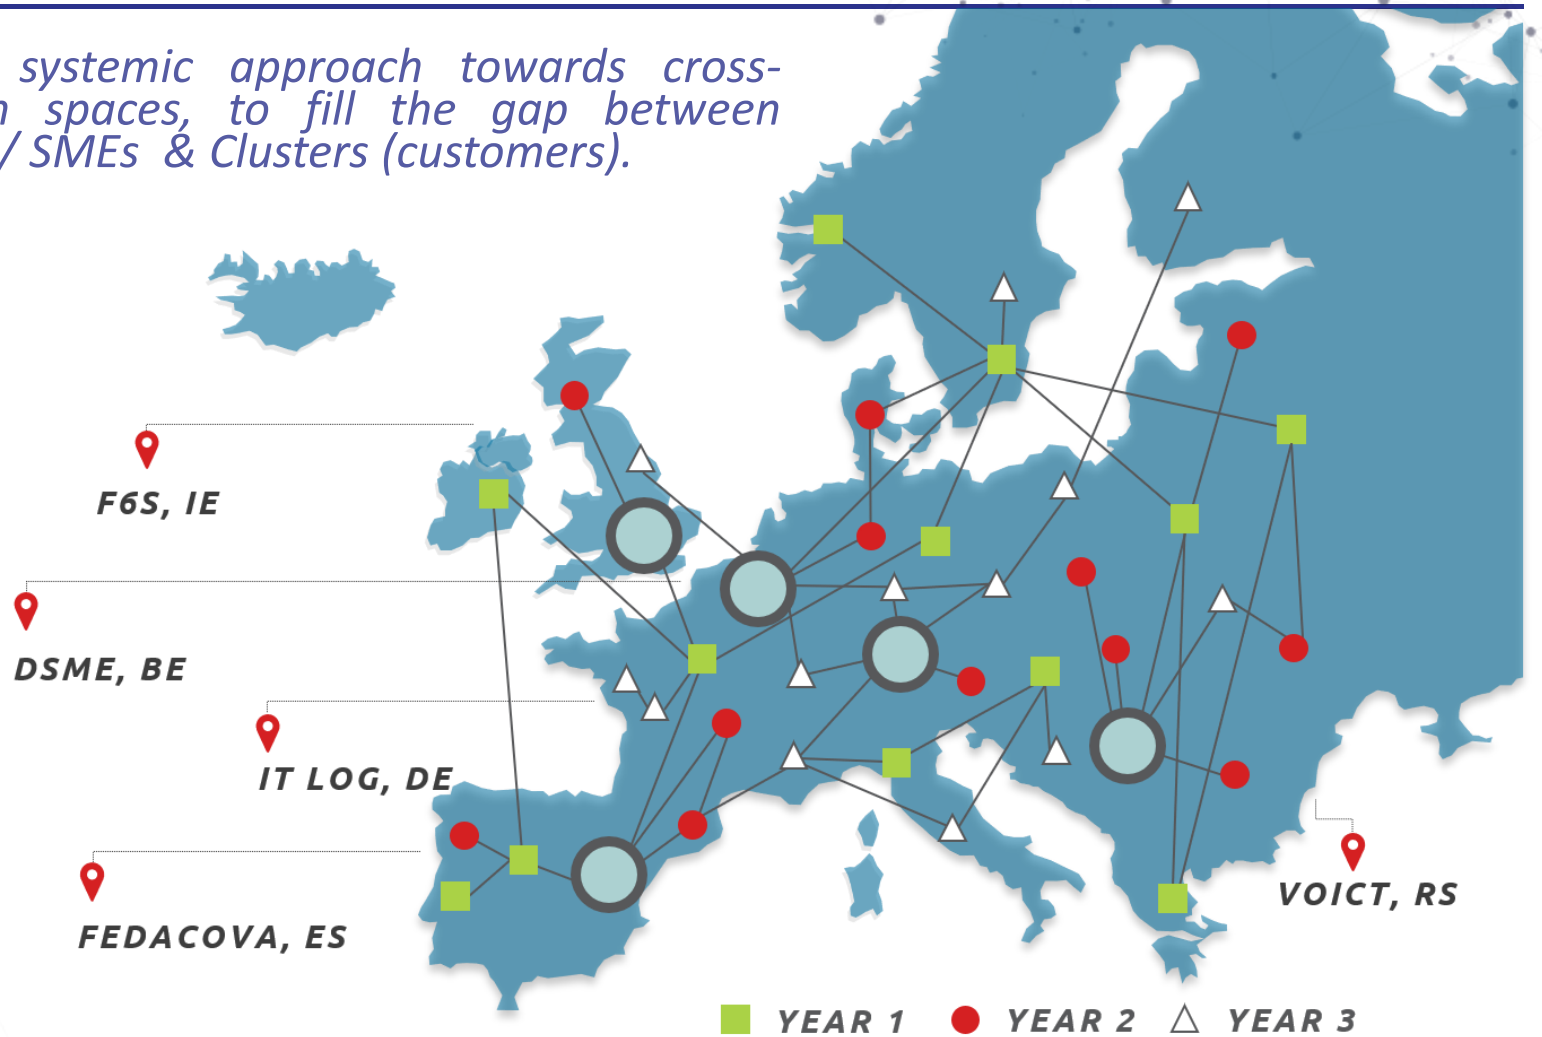 systemic approach towards cross-
spaces, to fill the gap between
/ SMEs & Clusters (customers).
F6S, IE
DSME, BE
IT LOG, DE
FEDACOVA, ES
VOICT, RS
YEAR 1 YEAR 2 YEAR 3